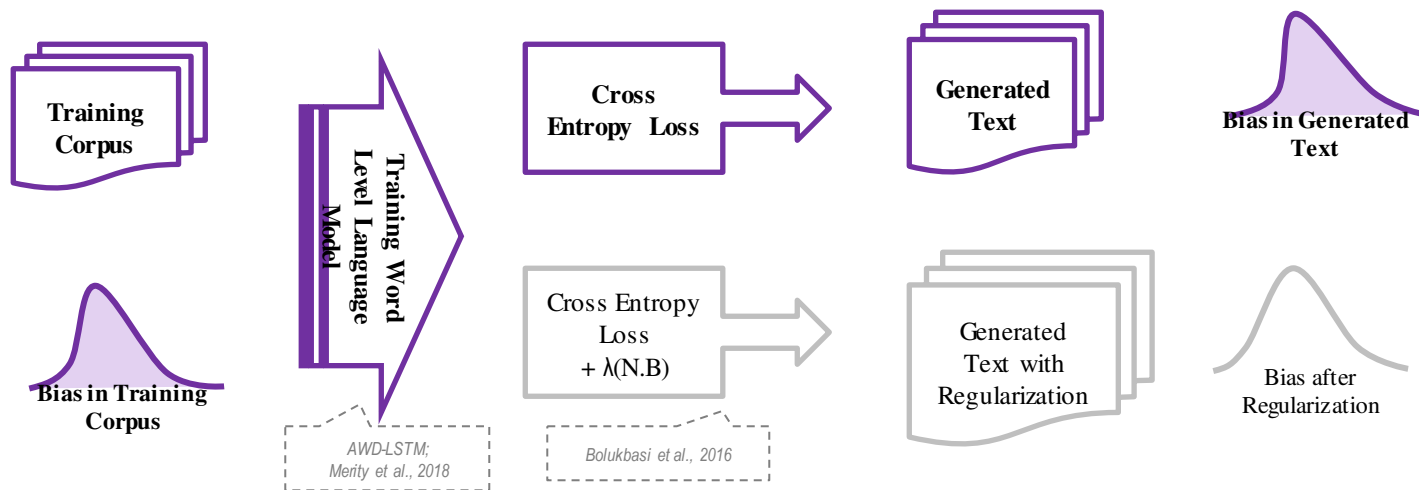 Training
Corpus
Bias in Training
Corpus
Training Word
Level Language
Model
AWD-LSTM;
Merity et al., 2018
Cross
Entropy Loss
Generated
Text
Bias in Generated
Text
Cross Entropy
Loss
+ λ(N.B)
Bolukbasi et al., 2016
Generated
Text with
Regularization
Bias after
Regularization